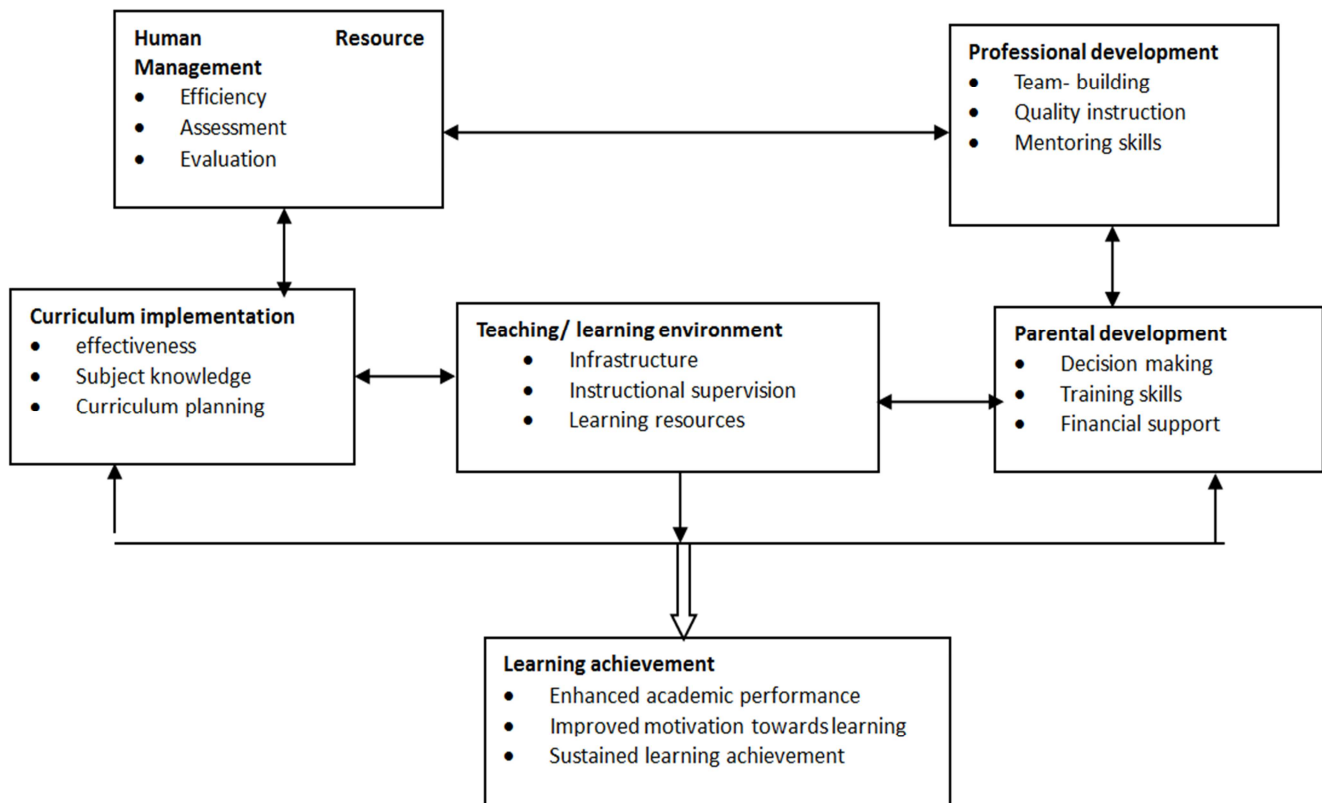 Human Resource
Management
• Efficiency
• Assessment
• Evaluation
Professional development
• Team- building
• Quality instruction
• Mentoring skills
Curriculum implementation
• effectiveness
• Subject knowledge
• Curriculum planning
Teaching/ learning environment
• Infrastructure
• Instructional supervision
• Learning resources
Parental development
• Decision making
• Training skills
• Financial support
Learning achievement
• Enhanced academic performance
• Improved motivation towards learning
• Sustained learning achievement